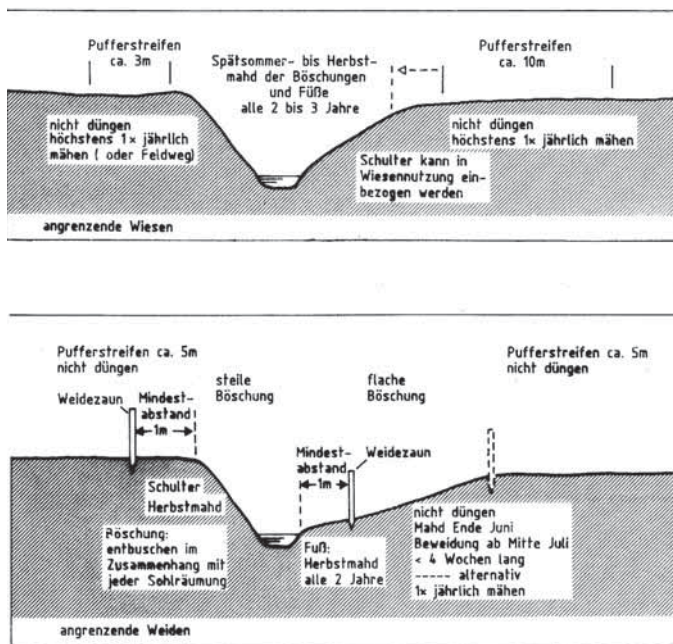 Pufferstreifen
ca. 3m
Spätsommer- bis Herbst-
mahd der Böschungen
und Füße
alle 2 bis 3 Jahre
Pufferstreifen
ca. 10m
nicht düngen
höchstens 1x jährlich
mähen ( oder Feldweg)
nicht düngen
höchstens 1x jährlich mähen
Schulter kann in
Wiesennutzung ein-
bezogen werden
angrenzende Wiesen
Pufferstreifen ca. 5m
nicht düngen
steile
Böschung
flache
Böschung
Pufferstreifen ca. 5m
nicht düngen
Weidezaun
Mindest-
abstand
1m
Mindest-
abstand
1m
Weidezaun
Schulter
Herbstmahd
Böschung:
entbuschen im
Zusammenhang mit
jeder Sohlräumung
Fuß:
Herbstmahd
alle 2 Jahre
nicht düngen
Mahd Ende Juni
Beweidung ab Mitte Juli
< 4 Wochen lang
----- alternativ
1x jährlich mähen
angrenzende Weiden